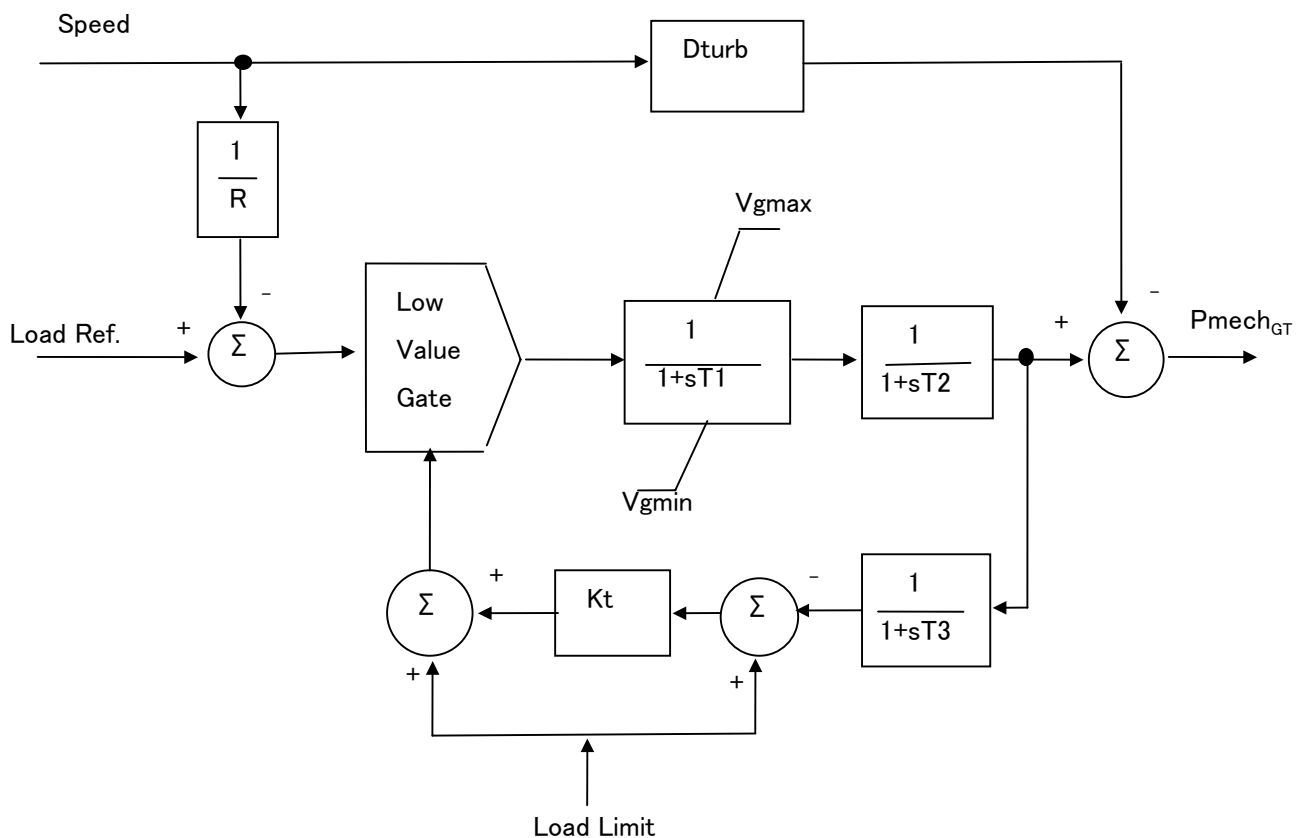 Speed
Dturb
1
R
Vgmax
-
-
Low
Value
Gate
Load Ref.
+
Σ
1
1+sT1
1
1+sT2
+
Σ
PmechGT
Vgmin
Σ
+
Kt
Σ
-
1
1+sT3
+
+
Load Limit